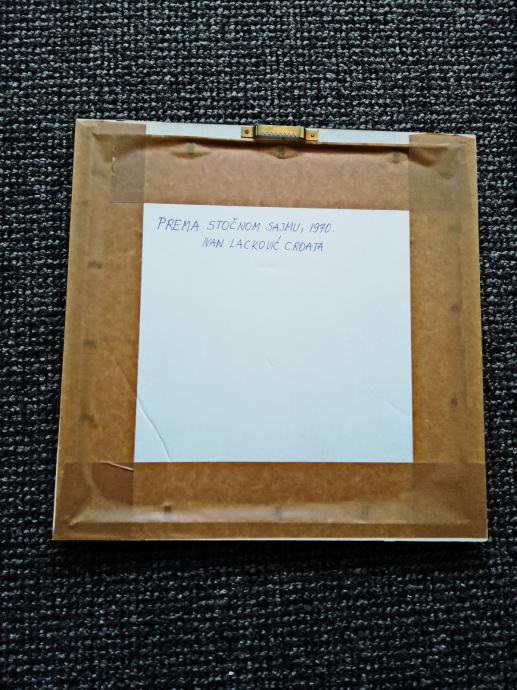 PREMA STOČNOM SAJMU, 1970.
IVAN LACKOVIĆ CROATA